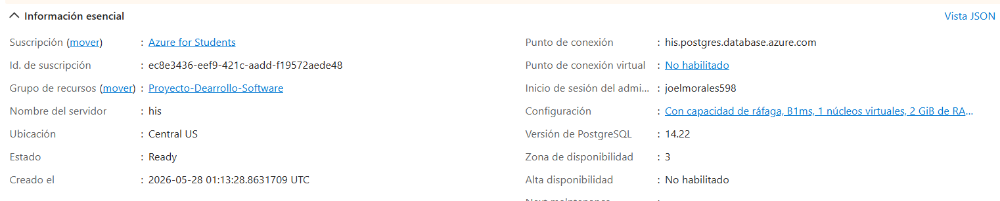 Información esencial
Vista JSON
Suscripción (mover) : Azure for Students
Id. de suscripción : ec8e3436-eef9-421c-aadd-f19572aede48
Grupo de recursos (mover) : Proyecto-Dearrollo-Software
Nombre del servidor : his
Ubicación : Central US
Estado : Ready
Creado el : 2026-05-28 01:13:28.8631709 UTC
Punto de conexión : his.postgres.database.azure.com
Punto de conexión virtual : No habilitado
Inicio de sesión del admi... : joelmorales598
Configuración : Con capacidad de ráfaga, B1ms, 1 núcleos virtuales, 2 GiB de RA...
Versión de PostgreSQL : 14.22
Zona de disponibilidad : 3
Alta disponibilidad : No habilitado